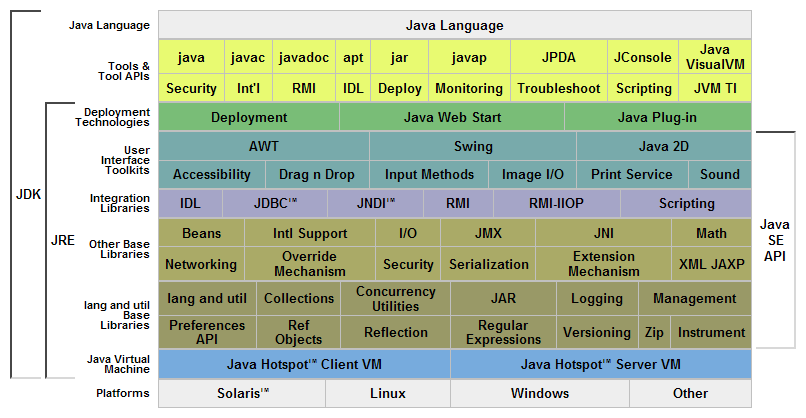 Java Language Java Language
Tools & Tool APIs java javac javadoc apt jar javap JPDA JConsole Java VisualVM
Security Int'l RMI IDL Deploy Monitoring Troubleshoot Scripting JVM TI
Deployment Technologies Deployment Java Web Start Java Plug-in
User Interface Toolkits AWT Swing Java 2D
Accessibility Drag n Drop Input Methods Image I/O Print Service Sound
Integration Libraries IDL JDBC™ JNDI™ RMI RMI-IIOP Scripting
Other Base Libraries Beans Intl Support I/O JMX JNI Math
Networking Override Mechanism Security Serialization Extension Mechanism XML JAXP
lang and util Base Libraries lang and util Collections Concurrency Utilities JAR Logging Management
Preferences API Ref Objects Reflection Regular Expressions Versioning Zip Instrument
Java Virtual Machine Java Hotspot™ Client VM Java Hotspot™ Server VM
Platforms Solaris™ Linux Windows Other
JDK
JRE
Java SE API